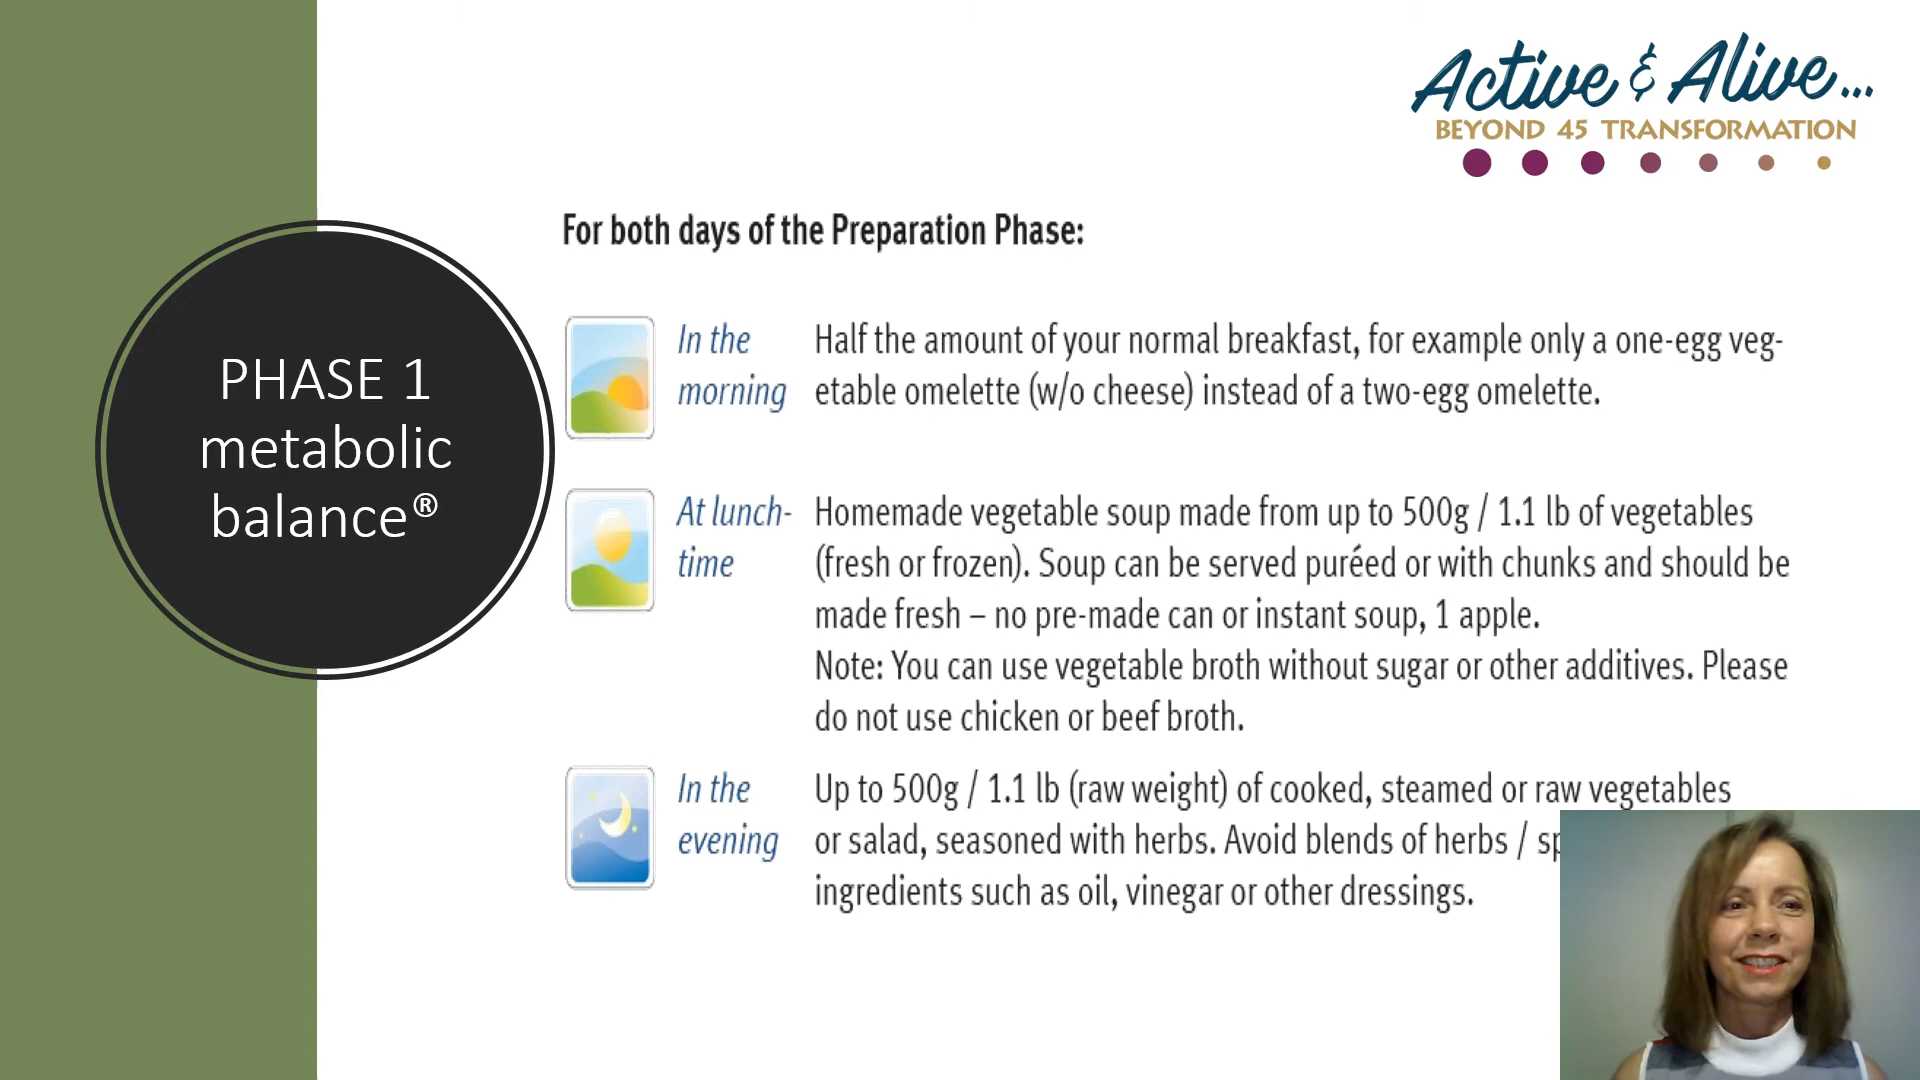 Active & Alive...
BEYOND 45 TRANSFORMATION
PHASE 1
metabolic
balance®
For both days of the Preparation Phase:
In the
morning
Half the amount of your normal breakfast, for example only a one-egg veg-
etable omelette (w/o cheese) instead of a two-egg omelette.
At lunch-
time
Homemade vegetable soup made from up to 500g / 1.1 lb of vegetables
(fresh or frozen). Soup can be served puréed or with chunks and should be
made fresh – no pre-made can or instant soup, 1 apple.
Note: You can use vegetable broth without sugar or other additives. Please
do not use chicken or beef broth.
In the
evening
Up to 500g / 1.1 lb (raw weight) of cooked, steamed or raw vegetables
or salad, seasoned with herbs. Avoid blends of herbs /
ingredients such as oil, vinegar or other dressings.